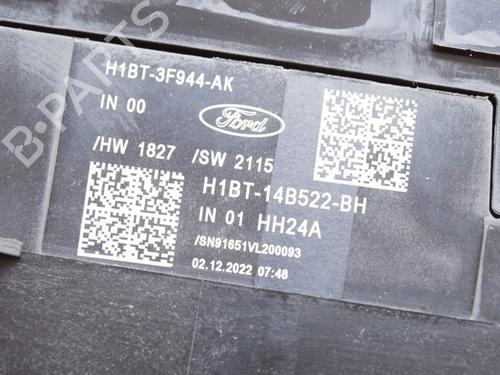 B-PARTS
H1BT-3F944-AK
IN 00
Ford
/HW 1827 /SW 2115
H1BT-14B522-BH
IN 01 HH24A
/SN91651VL200093
02.12.2022 07:48